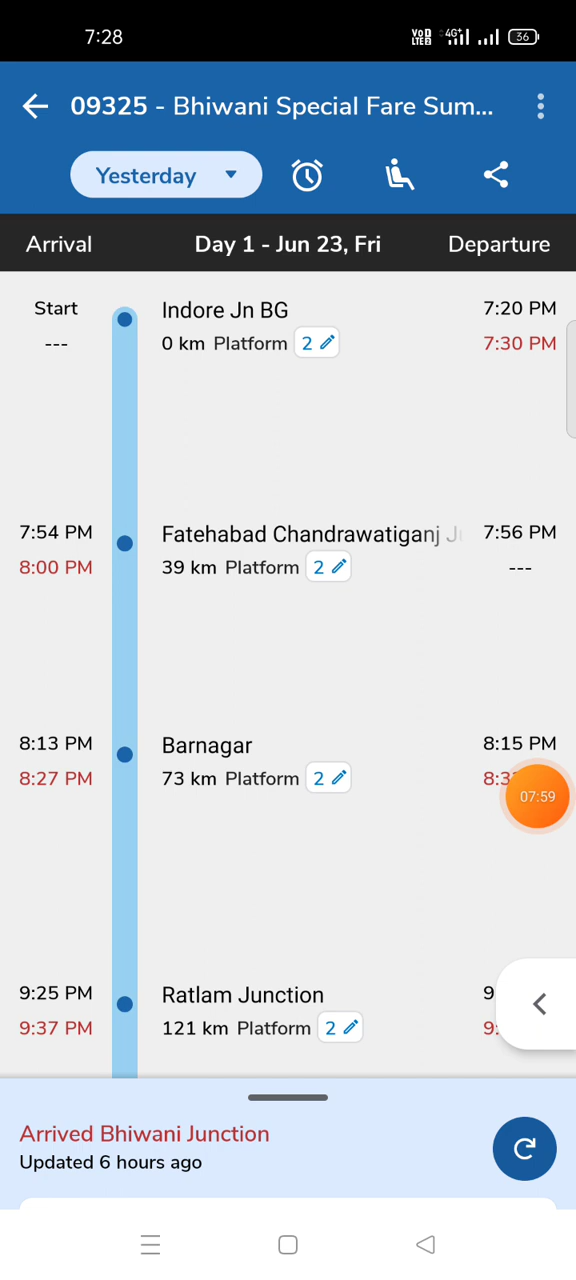 7:28
VoD LTE2 4G+ 36
09325 - Bhiwani Special Fare Sum...
Yesterday
Arrival Day 1 - Jun 23, Fri Departure
Start Indore Jn BG 7:20 PM
--- 0 km Platform 2 7:30 PM
7:54 PM Fatehabad Chandrawatiganj 7:56 PM
8:00 PM 39 km Platform 2 ---
8:13 PM Barnagar 8:15 PM
8:27 PM 73 km Platform 2
07:59
9:25 PM Ratlam Junction
9:37 PM 121 km Platform 2
Arrived Bhiwani Junction
Updated 6 hours ago